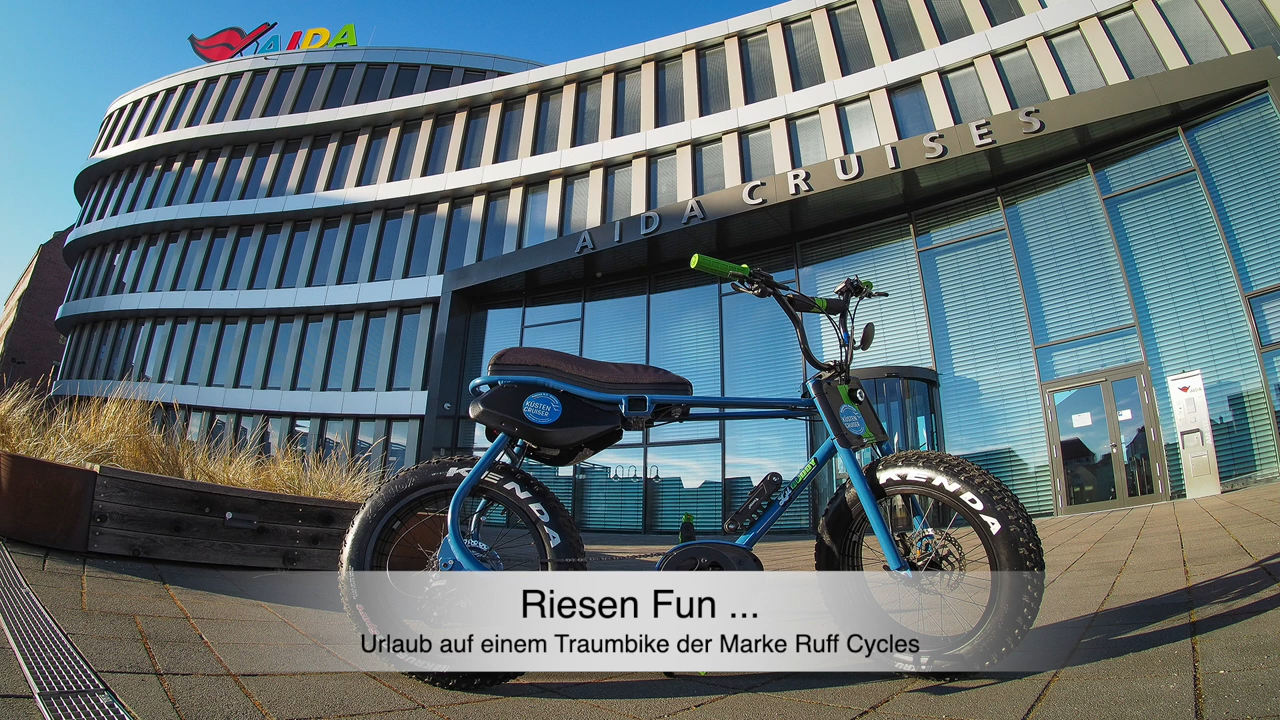 AIDA
AIDA CRUISES
KÜSTEN
CRUISER
KENDA
KENDA
Riesen Fun ...
Urlaub auf einem Traumbike der Marke Ruff Cycles